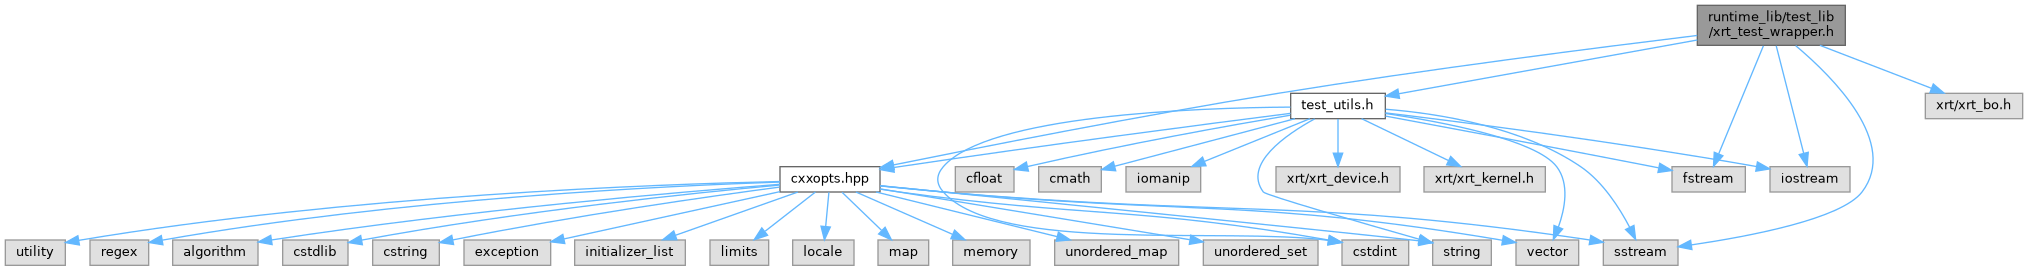 runtime_lib/test_lib
/xrt_test_wrapper.h
test_utils.h
xrt/xrt_bo.h
cxxopts.hpp
cfloat
cmath
iomanip
xrt/xrt_device.h
xrt/xrt_kernel.h
fstream
iostream
utility
regex
algorithm
cstdlib
cstring
exception
initializer_list
limits
locale
map
memory
unordered_map
unordered_set
cstdint
string
vector
sstream